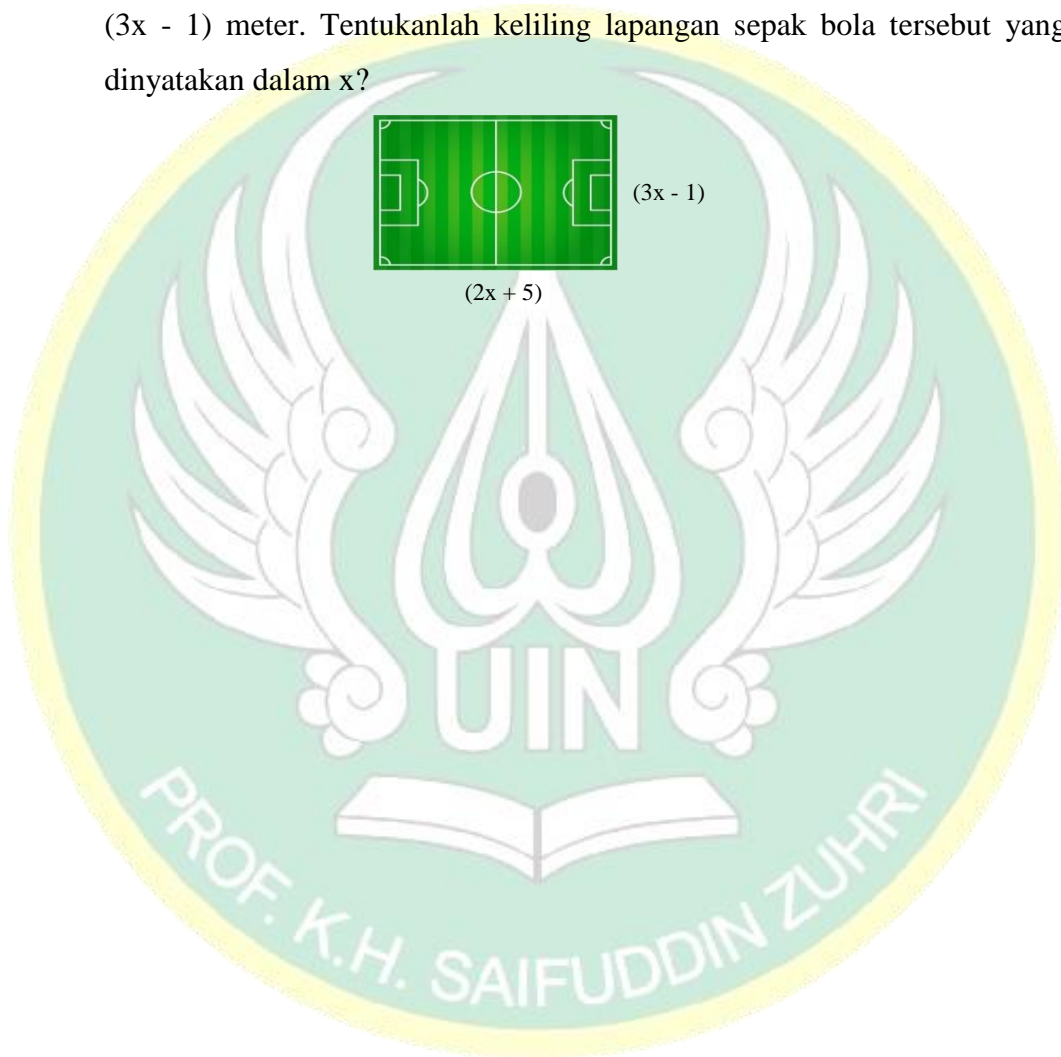 (3x - 1) meter. Tentukanlah keliling lapangan sepak bola tersebut yang
dinyatakan dalam x?
(3x - 1)
(2x + 5)
UIN
PROF. K.H. SAIFUDDIN ZUHRI